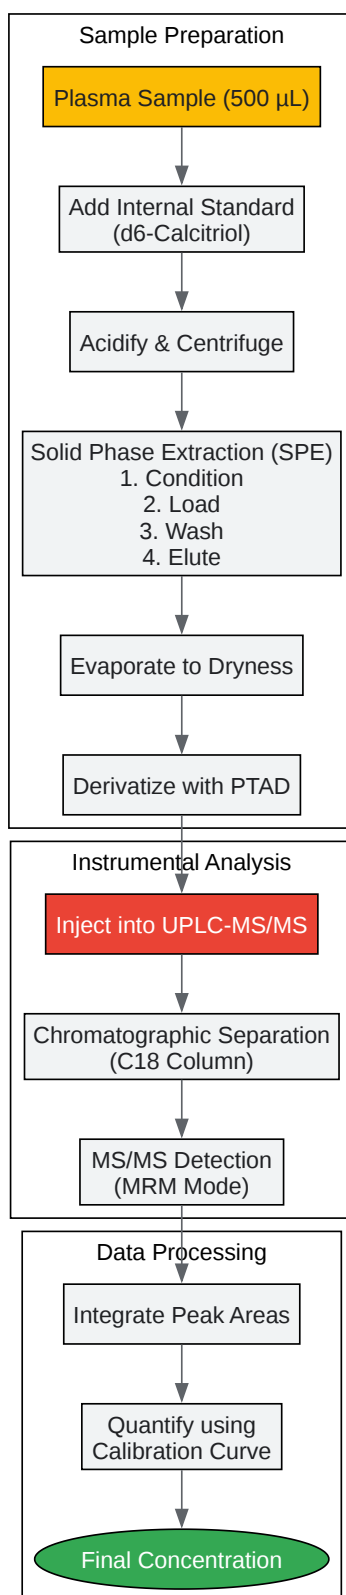 Sample Preparation
Plasma Sample (500 µL)
Add Internal Standard
(d6-Calcitriol)
Acidify & Centrifuge
Solid Phase Extraction (SPE)
1. Condition
2. Load
3. Wash
4. Elute
Evaporate to Dryness
Derivatize with PTAD
Instrumental Analysis
Inject into UPLC-MS/MS
Chromatographic Separation
(C18 Column)
MS/MS Detection
(MRM Mode)
Data Processing
Integrate Peak Areas
Quantify using
Calibration Curve
Final Concentration